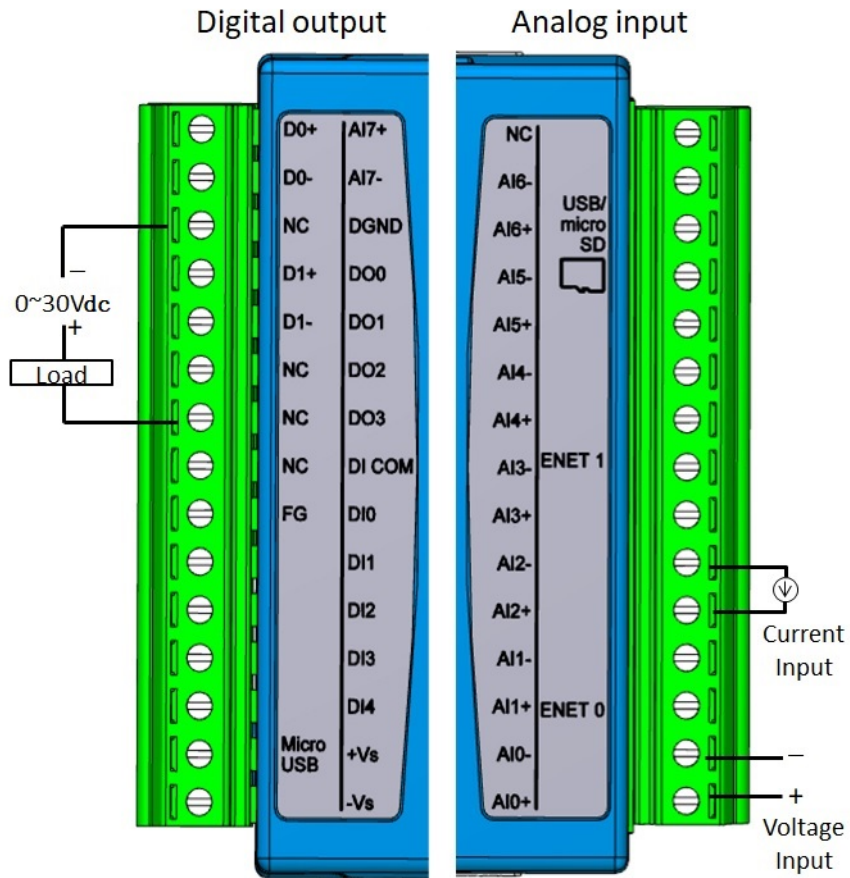 Digital output
Analog input
D0+ AI7+
D0- AI7-
NC DGND
D1+ DO0
D1- DO1
NC DO2
NC DO3
NC DI COM
FG DI0
DI1
DI2
DI3
DI4
Micro
USB
+Vs
-Vs
−
0~30Vdc
+
Load
NC
AI6-
AI6+
AI5-
AI5+
AI4-
AI4+
AI3-
AI3+
AI2-
AI2+
AI1-
AI1+
AI0-
AI0+
USB/
micro
SD
ENET 1
ENET 0
Current
Input
−
+
Voltage
Input